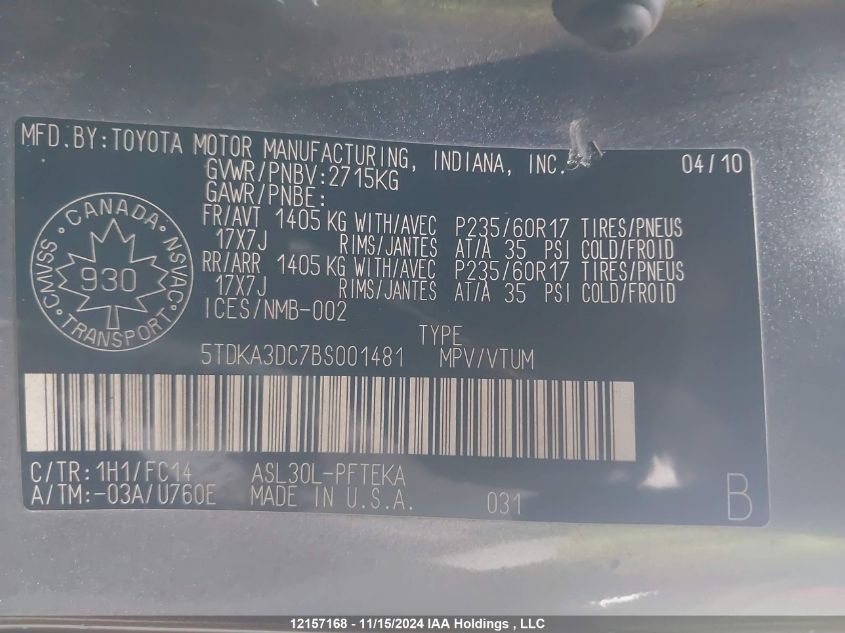 MFD.BY:TOYOTA MOTOR MANUFACTURING, INDIANA, INC. 04/10
GVWR/PNBV:2715KG
GAWR/PNBE:
FR/AVT 1405 KG WITH/AVEC P235/60R17 TIRES/PNEUS
17X7J RIMS/JANTES AT/A 35 PSI COLD/FROID
RR/ARR 1405 KG WITH/AVEC P235/60R17 TIRES/PNEUS
17X7J RIMS/JANTES AT/A 35 PSI COLD/FROID
ICES/NMB-002
CANADA
CMVSS 930 NSVAC
TRANSPORT
TYPE
5TDKA3DC7BS001481 MPV/VTUM
C/TR:1H1/FC14 ASL30L-PFTEKA
A/TM:-03A/U760E MADE IN U.S.A. 031 B
12157168 - 11/15/2024 IAA Holdings , LLC